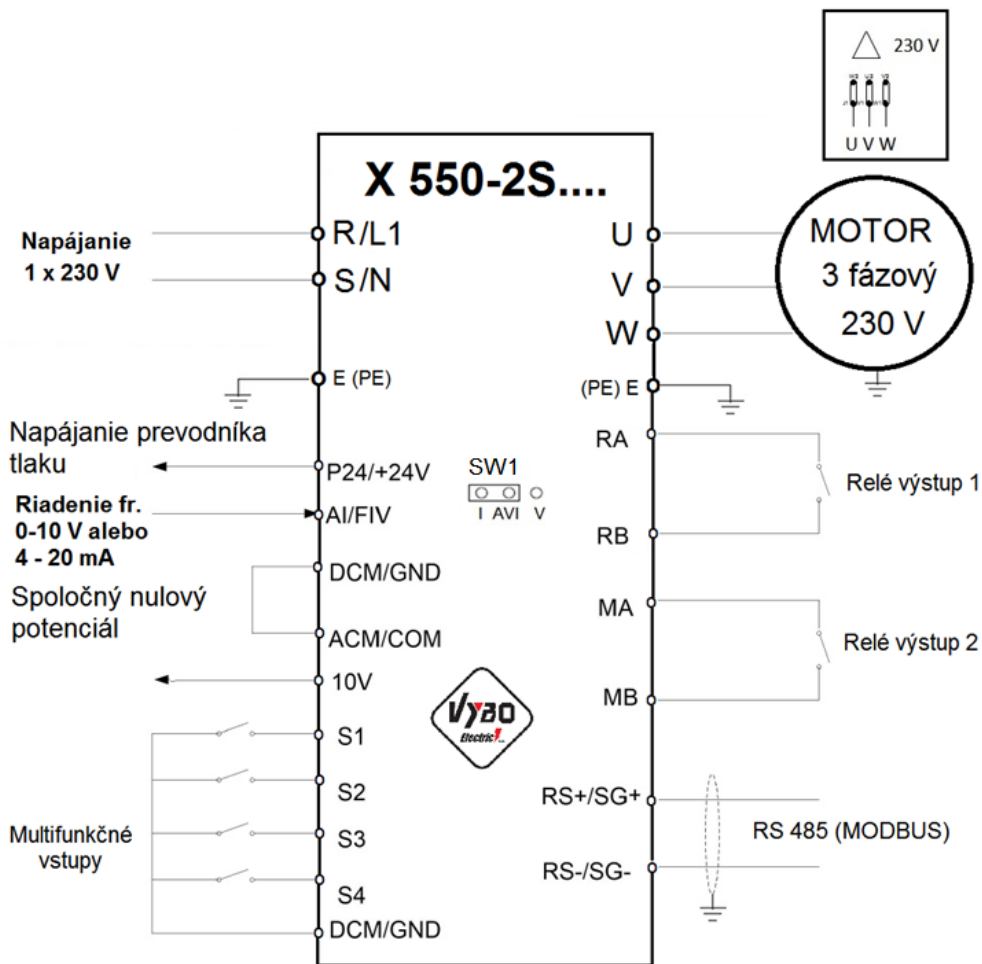 230 V
U V W
X 550-2S....
Napájanie
1 x 230 V
R/L1
S/N
E (PE)
U
V
W
(PE) E
MOTOR
3 fázový
230 V
Napájanie prevodníka
tlaku
P24/+24V
Riadenie fr.
0-10 V alebo
4 - 20 mA
AI/FIV
SW1
I AVI V
Spoločný nulový
potenciál
DCM/GND
ACM/COM
10V
RA
RB
Relé výstup 1
MA
MB
Relé výstup 2
VYBO
Electric
Multifunkčné
vstupy
S1
S2
S3
S4
DCM/GND
RS+/SG+
RS-/SG-
RS 485 (MODBUS)